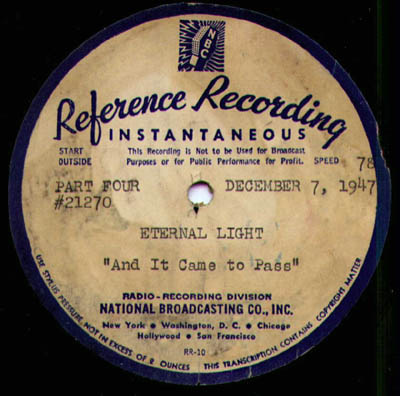 NBC
Reference Recording
INSTANTANEOUS
START
OUTSIDE
This Recording is Not to be Used for Broadcast
Purposes or for Public Performance for Profit.
SPEED 78
PART FOUR
DECEMBER 7, 1947
#21270
ETERNAL LIGHT
"And It Came to Pass"
RADIO-RECORDING DIVISION
NATIONAL BROADCASTING CO., INC.
New York • Washington, D. C. • Chicago
Hollywood • San Francisco
RR-10
USE STYLUS PRESSURE NOT IN EXCESS OF 2 OUNCES
THIS TRANSCRIPTION CONTAINS COPYRIGHT MATTER